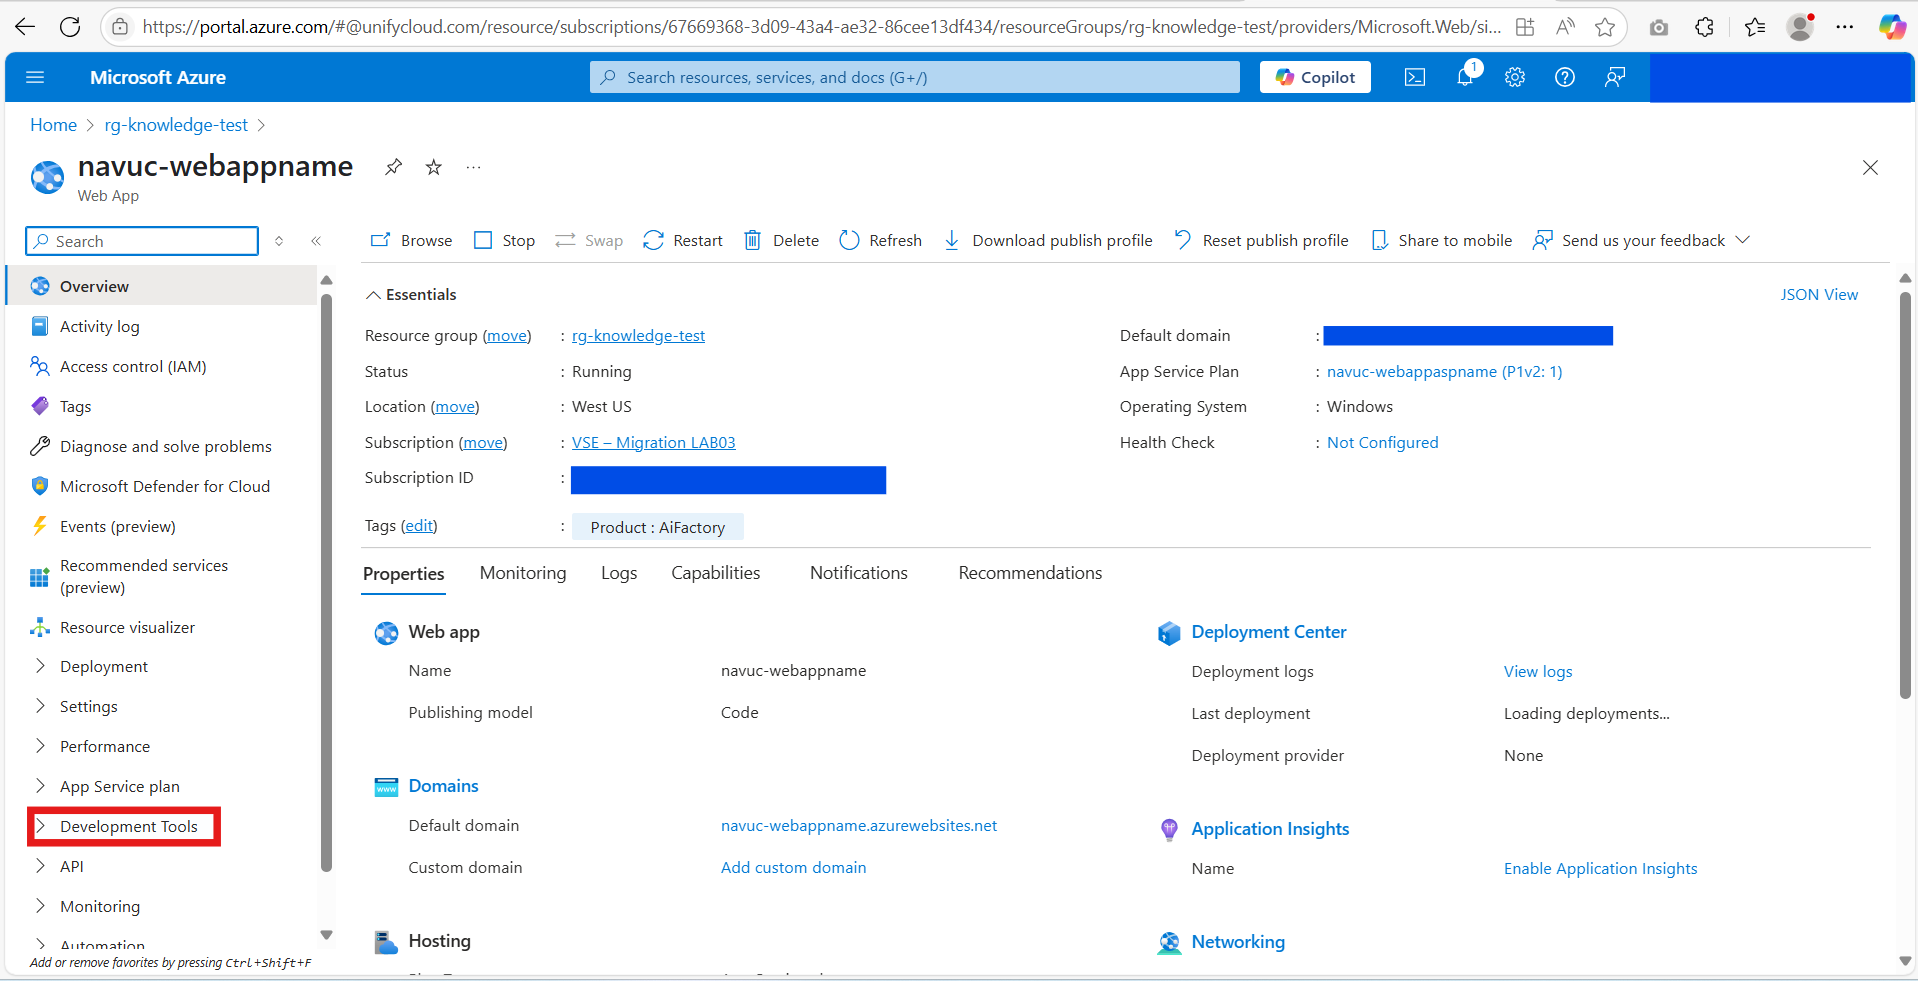 https://portal.azure.com/#@unifycloud.com/resource/subscriptions/67669368-3d09-43a4-ae32-86cee13df434/resourceGroups/rg-knowledge-test/providers/Microsoft.Web/si...
Microsoft Azure
Search resources, services, and docs (G+/)
Copilot
1
Home > rg-knowledge-test >
navuc-webappname
Web App
Search
Browse
Stop
Swap
Restart
Delete
Refresh
Download publish profile
Reset publish profile
Share to mobile
Send us your feedback
Overview
Activity log
Access control (IAM)
Tags
Diagnose and solve problems
Microsoft Defender for Cloud
Events (preview)
Recommended services
(preview)
Resource visualizer
Deployment
Settings
Performance
App Service plan
Development Tools
API
Monitoring
Automation
Add or remove favorites by pressing Ctrl+Shift+F
Essentials
JSON View
Resource group (move) : rg-knowledge-test
Status : Running
Location (move) : West US
Subscription (move) : VSE – Migration LAB03
Subscription ID :
Tags (edit) : Product : AiFactory
Default domain :
App Service Plan : navuc-webappaspname (P1v2: 1)
Operating System : Windows
Health Check : Not Configured
Properties
Monitoring
Logs
Capabilities
Notifications
Recommendations
Web app
Name navuc-webappname
Publishing model Code
Domains
www
Default domain navuc-webappname.azurewebsites.net
Custom domain Add custom domain
Hosting
Deployment Center
Deployment logs View logs
Last deployment Loading deployments...
Deployment provider None
Application Insights
Name Enable Application Insights
Networking